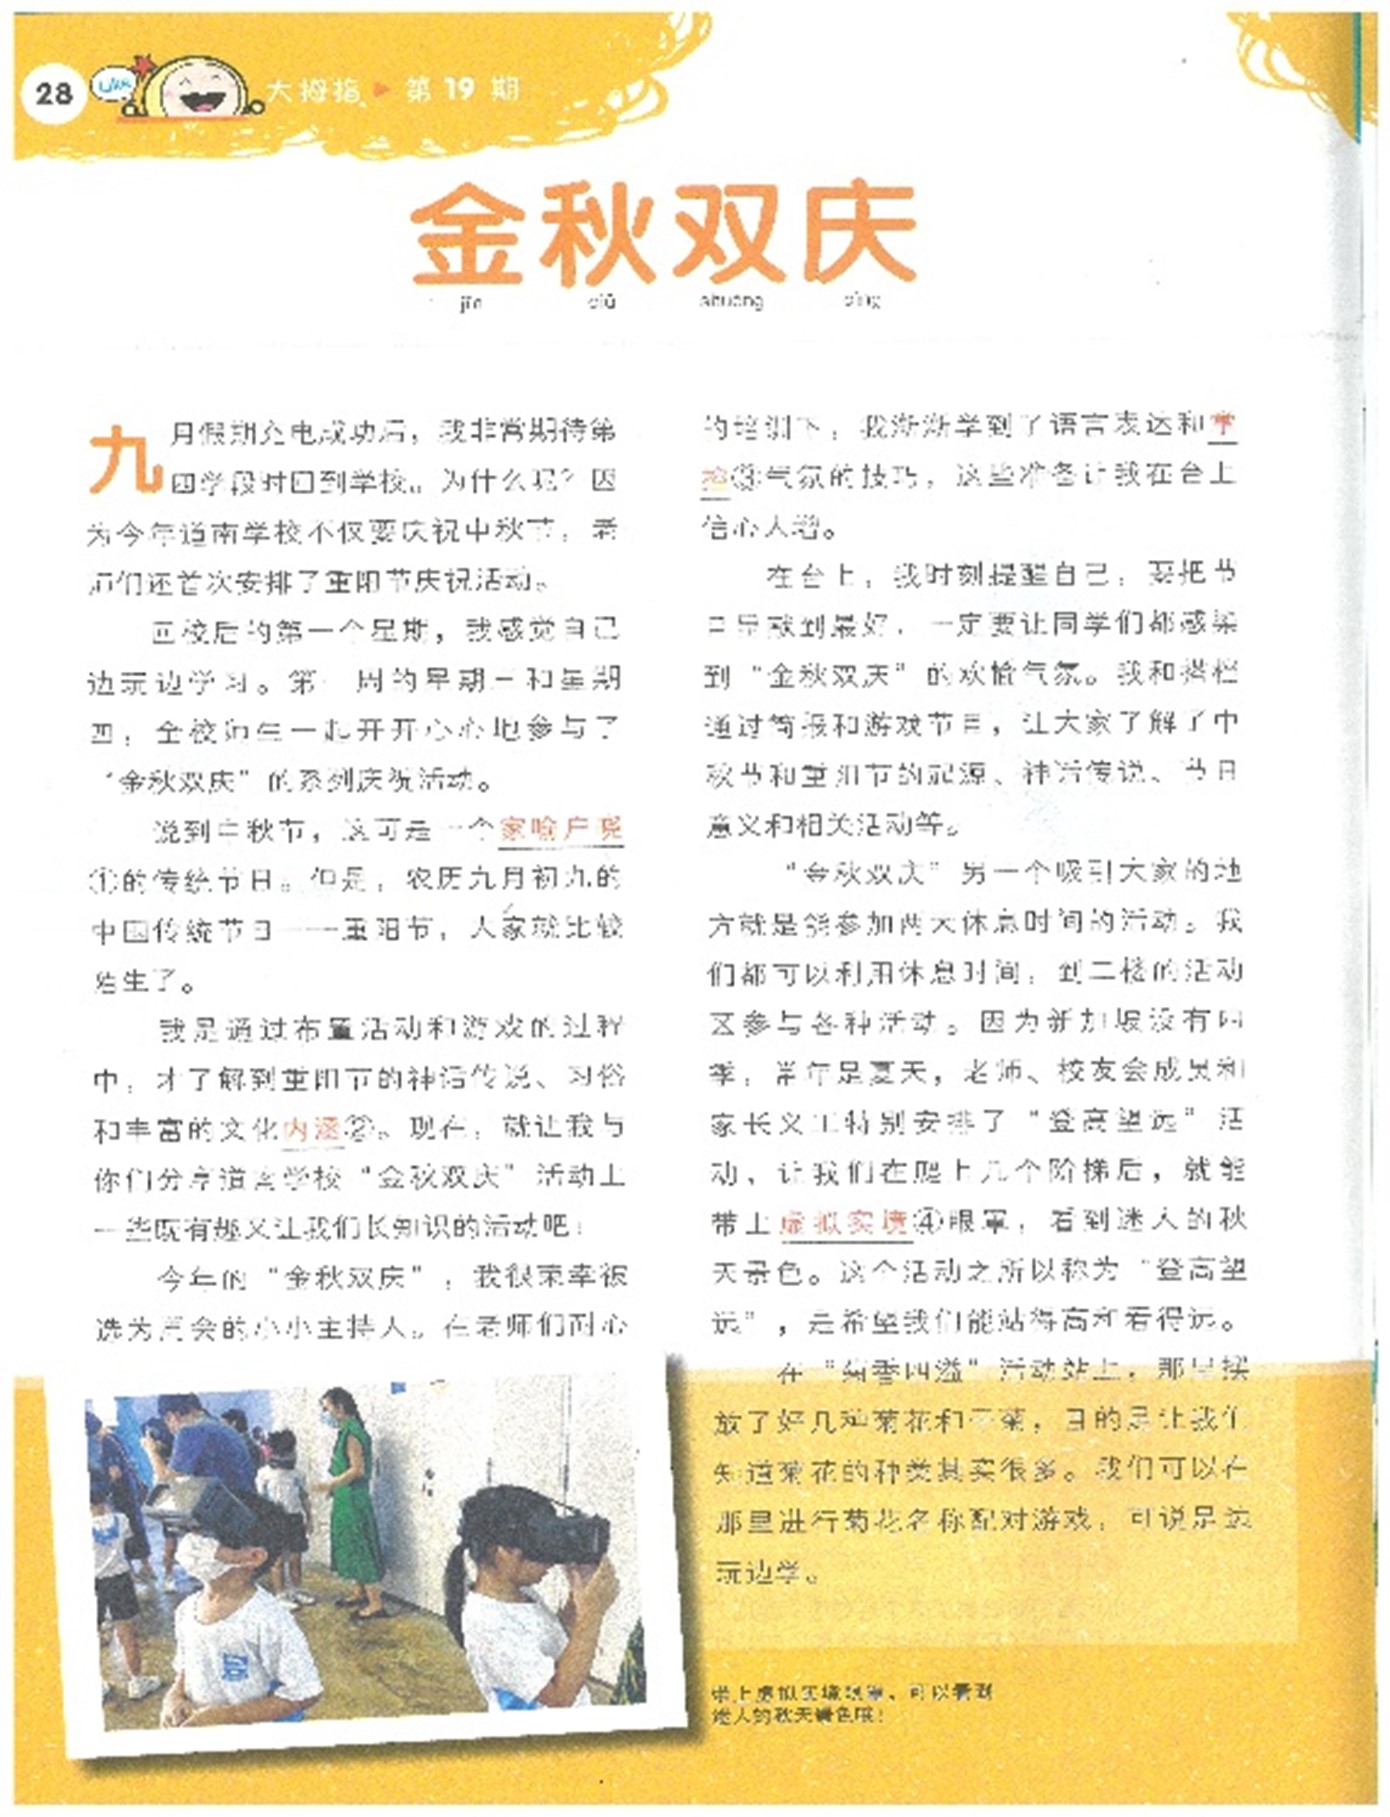 28
大拇指 ▶ 第 19 期
金秋双庆
jīn qiū shuāng qìng
九月假期充电成功后，我非常期待第
四学段时回到学校。为什么呢？因
为今年道南学校不仅要庆祝中秋节，老
师们还首次安排了重阳节庆祝活动。
回校后的第一个星期，我感觉自己
边玩边学习。第一周的星期三和星期
四，全校师生一起开开心心地参与了
“金秋双庆”的系列庆祝活动。
说到中秋节，这可是一个家喻户晓
①的传统节日。但是，农历九月初九的
中国传统节日——重阳节，大家就比较
陌生了。
我是通过布置活动和游戏的过程
中，才了解到重阳节的神话传说、习俗
和丰富的文化内涵②。现在，就让我与
你们分享道南学校“金秋双庆”活动上
一些既有趣又让我们长知识的活动吧！
今年的“金秋双庆”，我很荣幸被
选为周会的小小主持人。在老师们耐心
的培训下，我渐渐学到了语言表达和掌
控③气氛的技巧，这些准备让我在台上
信心大增。
在台上，我时刻提醒自己，要把节
目呈献到最好，一定要让同学们都感染
到“金秋双庆”的欢愉气氛。我和搭档
通过简报和游戏节目，让大家了解了中
秋节和重阳节的起源、神话传说、节日
意义和相关活动等。
“金秋双庆”另一个吸引大家的地
方就是能参加两天休息时间的活动。我
们都可以利用休息时间，到二楼的活动
区参与各种活动。因为新加坡没有四
季，常年是夏天，老师、校友会成员和
家长义工特别安排了“登高望远”活
动，让我们在爬上几个阶梯后，就能
带上虚拟实境④眼罩，看到迷人的秋
天景色。这个活动之所以称为“登高望
远”，是希望我们能站得高和看得远。
在“菊香四溢”活动站上，那里摆
放了好几种菊花和干菊，目的是让我们
知道菊花的种类其实很多。我们可以在
那里进行菊花名称配对游戏，可说是边
玩边学。
带上虚拟实境眼罩，可以看到
迷人的秋天景色哦！